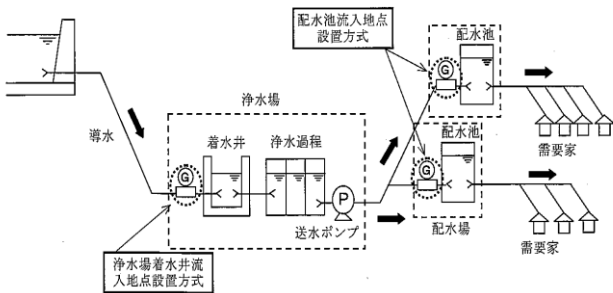 配水池流入地点
設置方式
配水池
G
浄水場
需要家
導水
着水井
浄水過程
配水池
G
G
P
送水ポンプ
配水場
需要家
浄水場着水井流
入地点設置方式